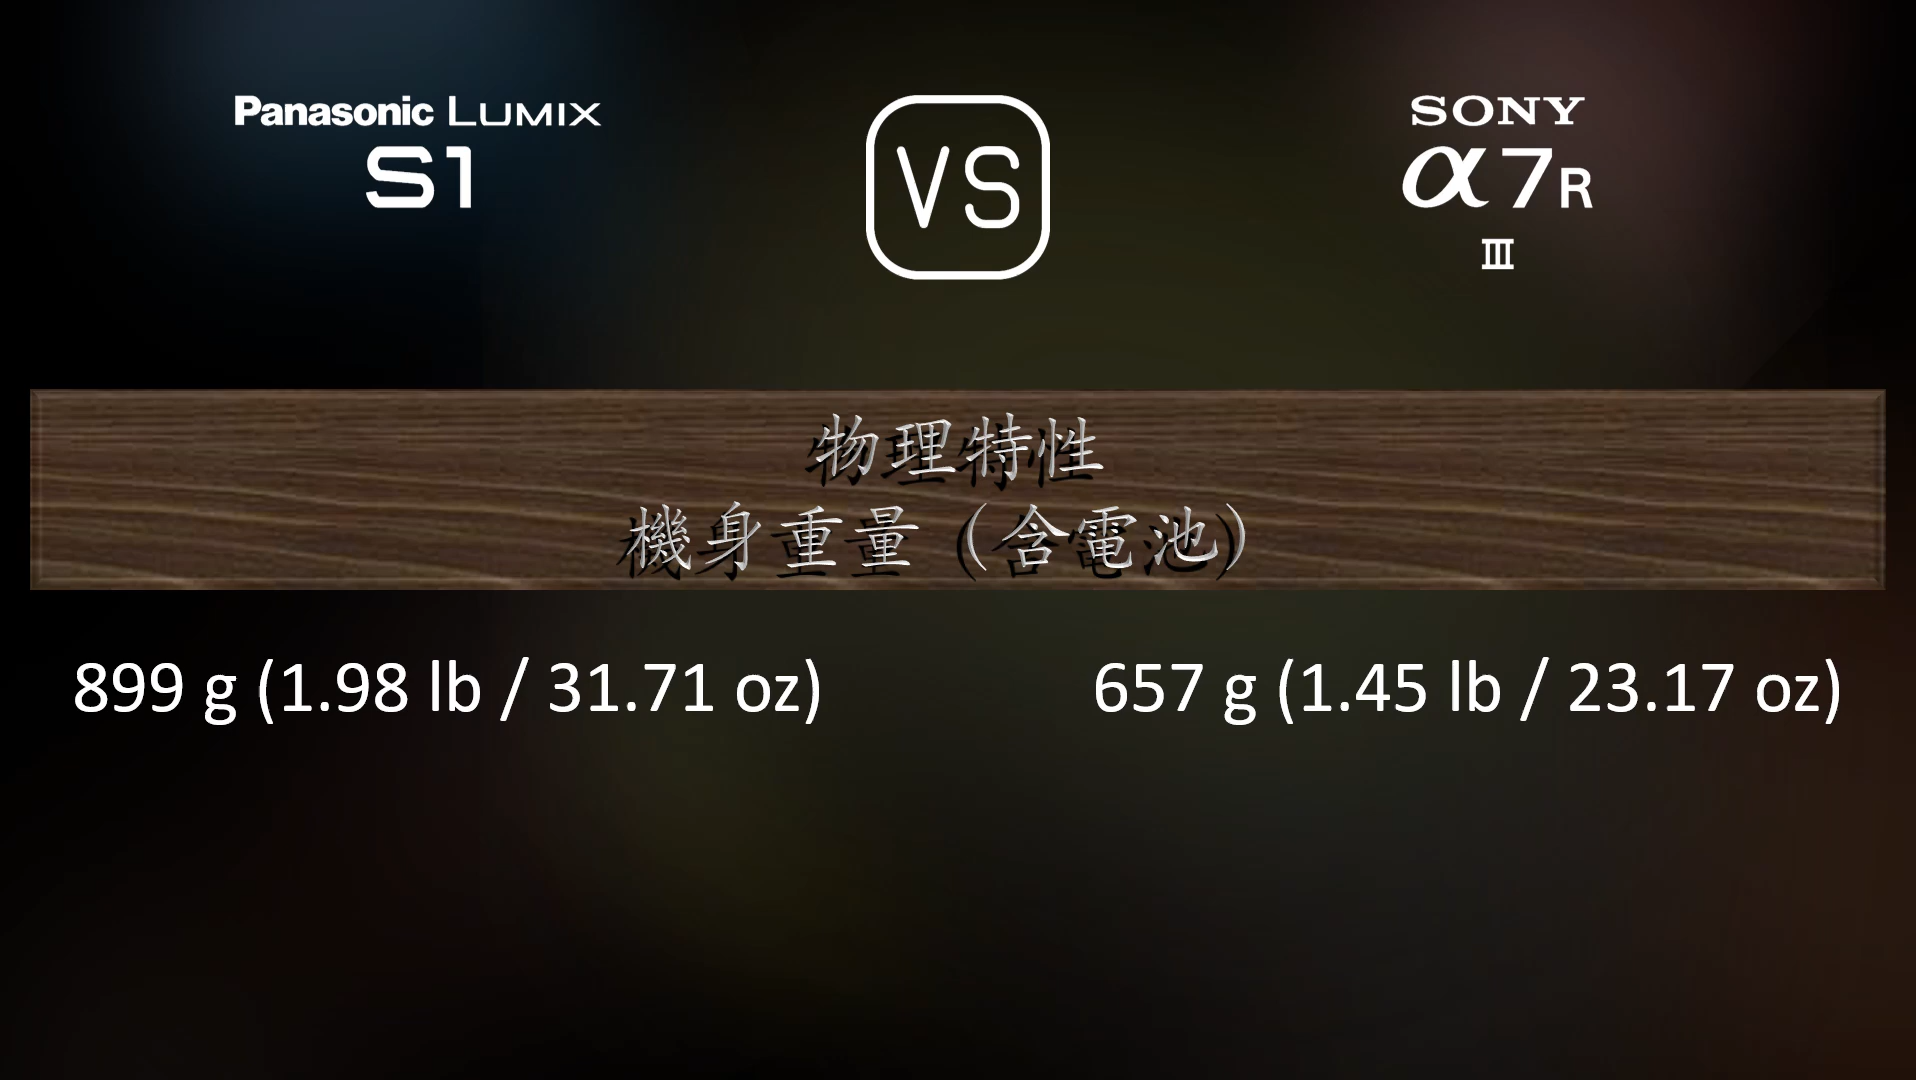 Panasonic LUMIX
S1
VS
SONY
α7R
III
物理特性
機身重量（含電池）
899 g (1.98 lb / 31.71 oz)
657 g (1.45 lb / 23.17 oz)